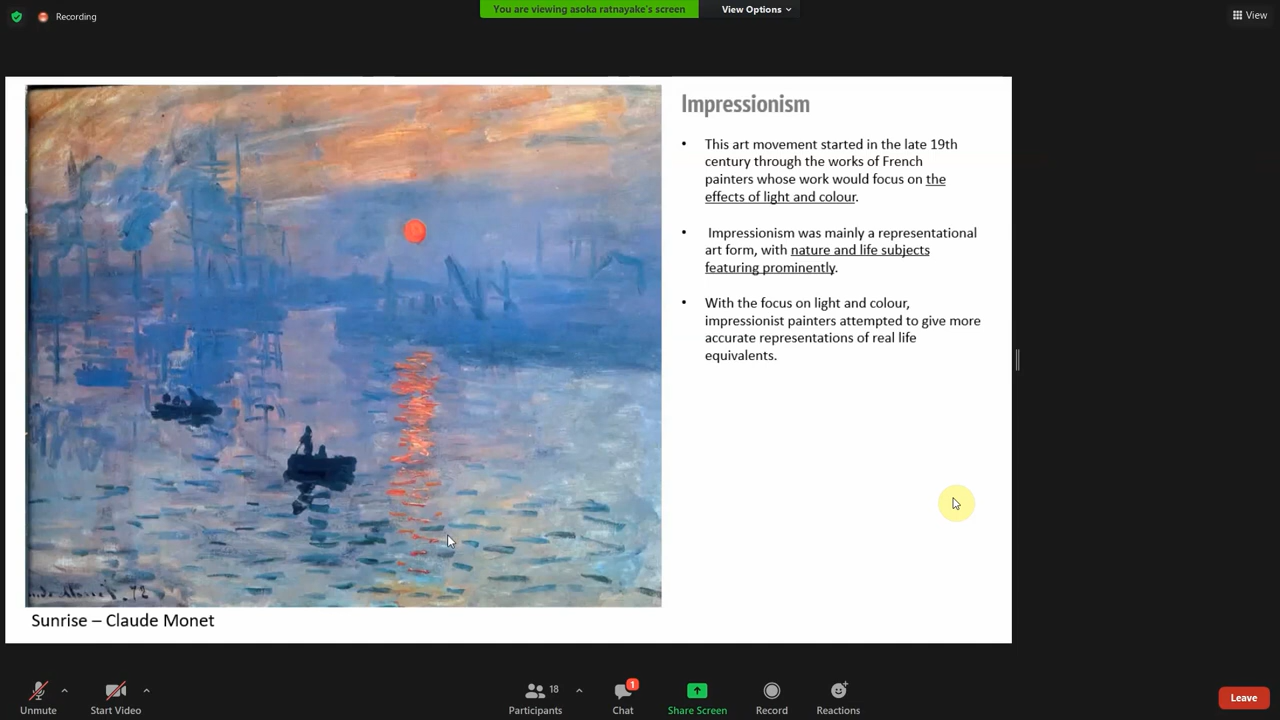 Recording
You are viewing asoka ratnayake's screen
View Options
View
Impressionism
• This art movement started in the late 19th
century through the works of French
painters whose work would focus on the
effects of light and colour.
• Impressionism was mainly a representational
art form, with nature and life subjects
featuring prominently.
• With the focus on light and colour,
impressionist painters attempted to give more
accurate representations of real life
equivalents.
Sunrise – Claude Monet
Unmute
Start Video
18
Participants
1
Chat
Share Screen
Record
Reactions
Leave